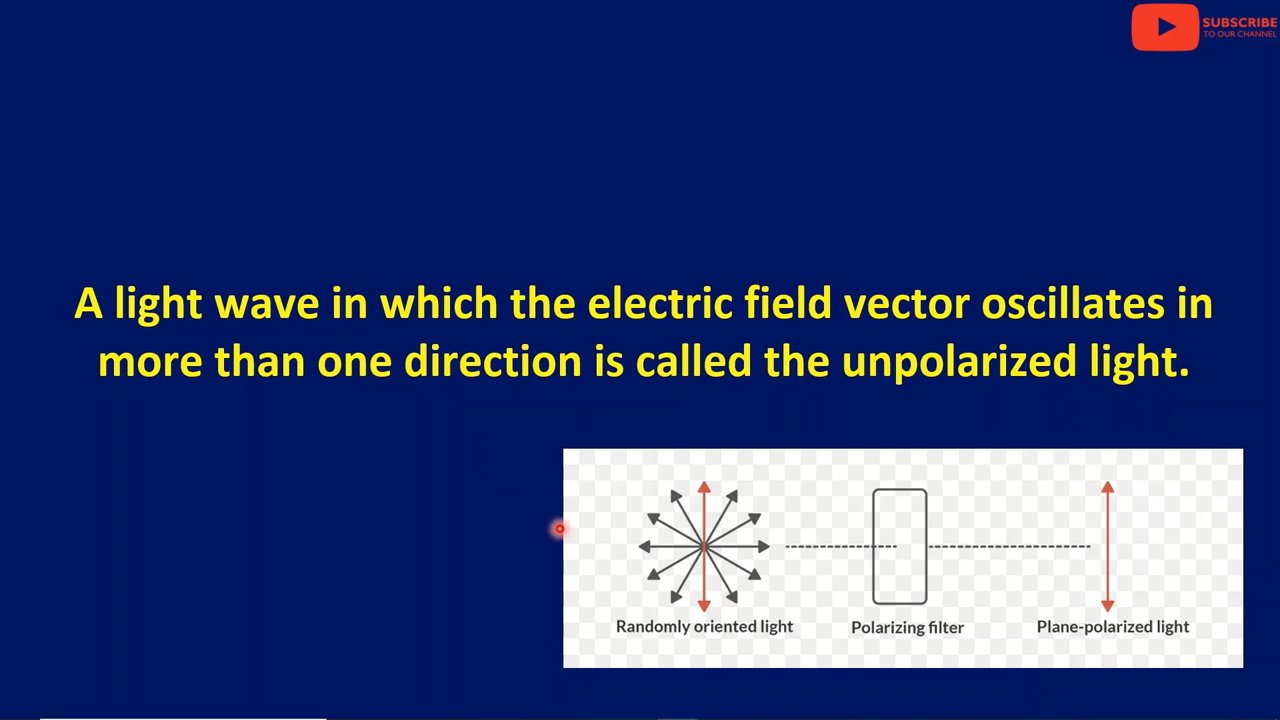 SUBSCRIBE
TO OUR CHANNEL
A light wave in which the electric field vector oscillates in
more than one direction is called the unpolarized light.
Randomly oriented light
Polarizing filter
Plane-polarized light